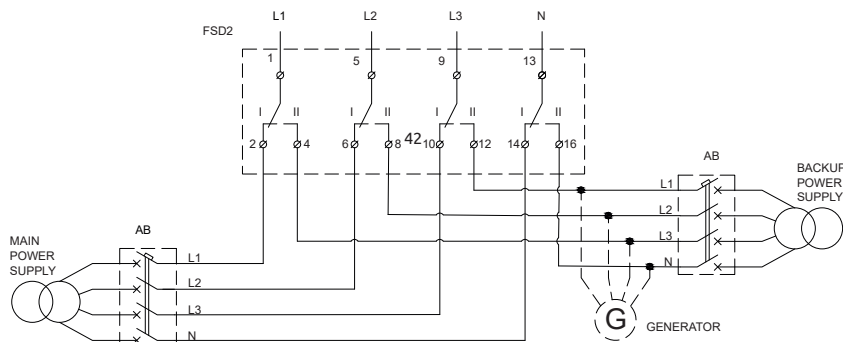 L1 L2 L3 N
FSD2
1 5 9 13
I II I II I II I II
2 4 6 8 42 10 12 14 16
AB
BACKUP
POWER
SUPPLY
L1
L2
L3
N
MAIN
POWER
SUPPLY
AB
L1
L2
L3
N
G
GENERATOR